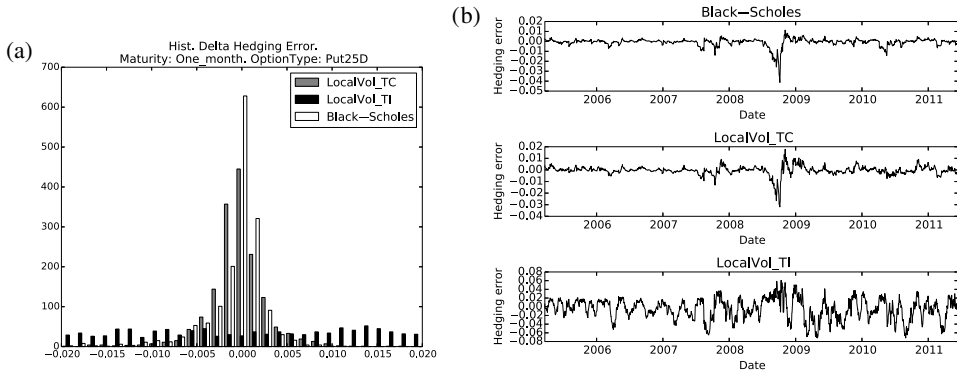 (a)
Hist. Delta Hedging Error.
Maturity: One_month. OptionType: Put25D
700
600
500
400
300
200
100
0
−0.020 −0.015 −0.010 −0.005 0.000 0.005 0.010 0.015 0.020
LocalVol_TC
LocalVol_TI
Black—Scholes
(b)
Black—Scholes
Hedging error
0.02
0.01
0.00
−0.01
−0.02
−0.03
−0.04
−0.05
2006 2007 2008 2009 2010 2011
Date
LocalVol_TC
Hedging error
0.02
0.01
0.00
−0.01
−0.02
−0.03
−0.04
2006 2007 2008 2009 2010 2011
Date
LocalVol_TI
Hedging error
0.08
0.06
0.04
0.02
0.00
−0.02
−0.04
−0.06
−0.08
2006 2007 2008 2009 2010 2011
Date